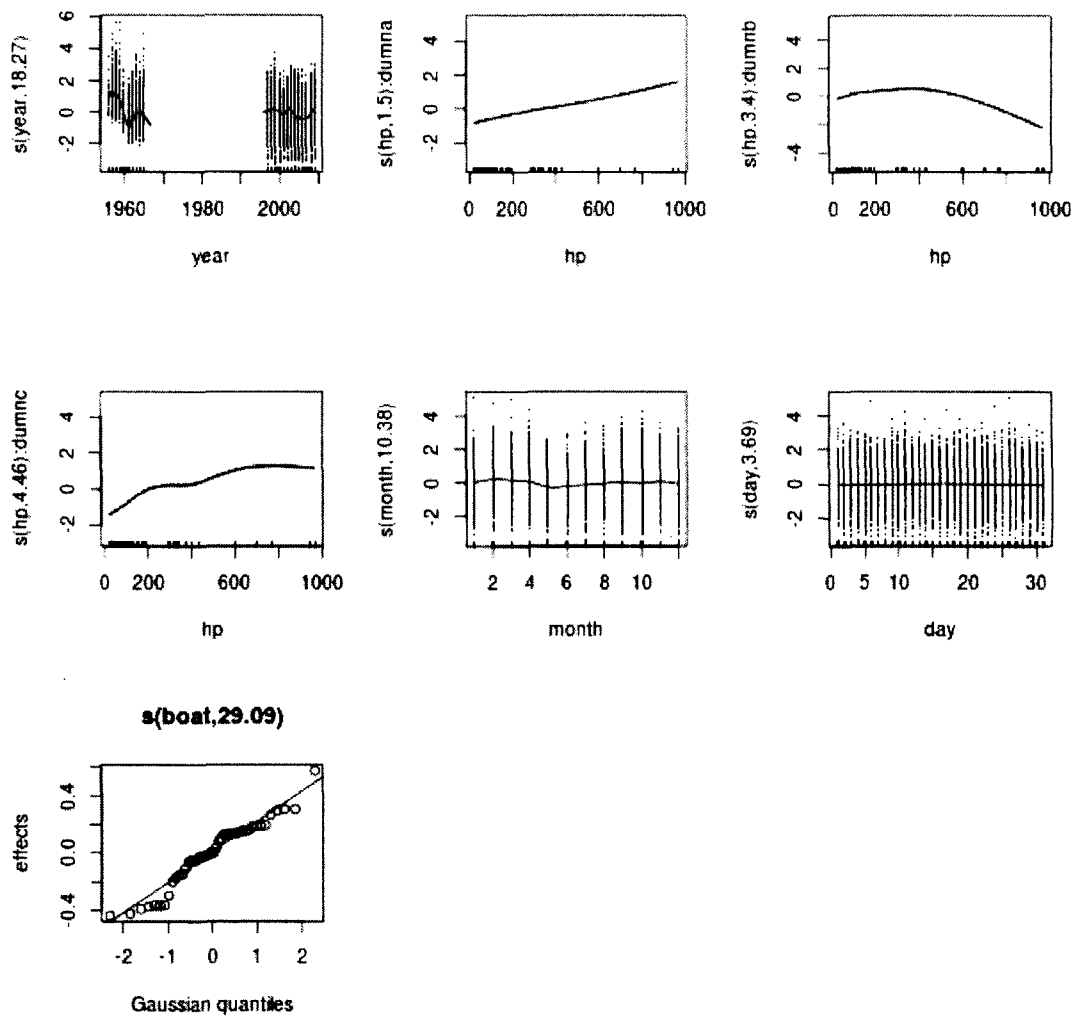 s(year,18.27)
6
4
2
0
-2
1960 1980 2000
year
s(hp,1.5):dumna
4
2
0
-2
0 200 600 1000
hp
s(hp,3.4):dumnb
4
0
-4
0 200 600 1000
hp
s(hp,4.46):dumnc
4
2
0
-2
0 200 600 1000
hp
s(month,10.38)
4
2
0
-2
2 4 6 8 10
month
s(day,3.69)
4
2
0
-2
0 5 10 20 30
day
s(boat,29.09)
effects
0.4
0.0
-0.4
-2 -1 0 1 2
Gaussian quantiles